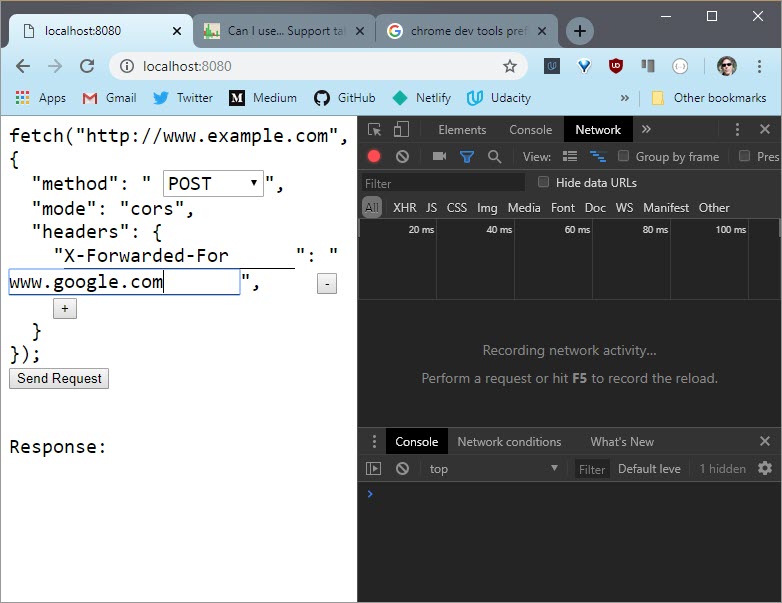 localhost:8080
Can I use... Support tal
chrome dev tools pref
localhost:8080
Apps Gmail Twitter Medium GitHub Netlify Udacity » Other bookmarks
fetch("http://www.example.com",
{
"method": " POST ",
"mode": "cors",
"headers": {
"X-Forwarded-For ": "
www.google.com ", -
+
}
});
Send Request
Response:
Elements Console Network »
View: Group by frame Pres
Filter Hide data URLs
All XHR JS CSS Img Media Font Doc WS Manifest Other
20 ms 40 ms 60 ms 80 ms 100 ms
Recording network activity...
Perform a request or hit F5 to record the reload.
Console Network conditions What's New
top Filter Default leve 1 hidden